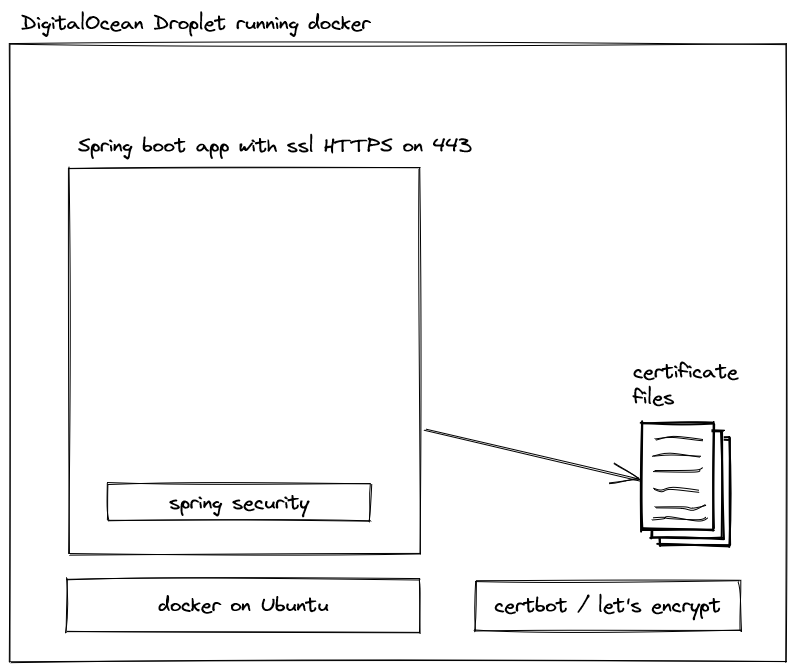 DigitalOcean Droplet running docker
Spring boot app with ssl HTTPS on 443
certificate
files
spring security
docker on Ubuntu
certbot / let's encrypt